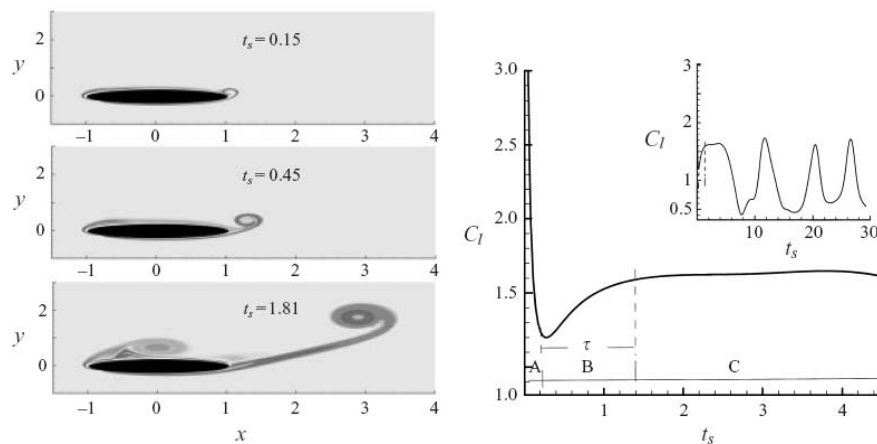 2
y
0
t_s = 0.15
−1 0 1 2 3 4
2
y
0
t_s = 0.45
−1 0 1 2 3 4
2
y
0
t_s = 1.81
−1 0 1 2 3 4
x
3.0
2.5
2.0
C_l
1.5
1.0
A
τ
B
C
1 2 3 4
t_s
3
2
C_l
1
0.5
10 20 30
t_s